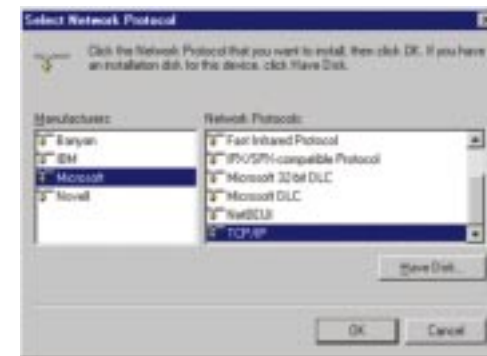 Select Network Protocol
Click the Network Protocol that you want to install, then click OK. If you have
an installation disk for this device, click Have Disk.
Manufacturers:
Banyan
IBM
Microsoft
Novell
Network Protocols:
Fast Infrared Protocol
IPX/SPX-compatible Protocol
Microsoft 32-bit DLC
Microsoft DLC
NetBEUI
TCP/IP
Have Disk...
OK
Cancel